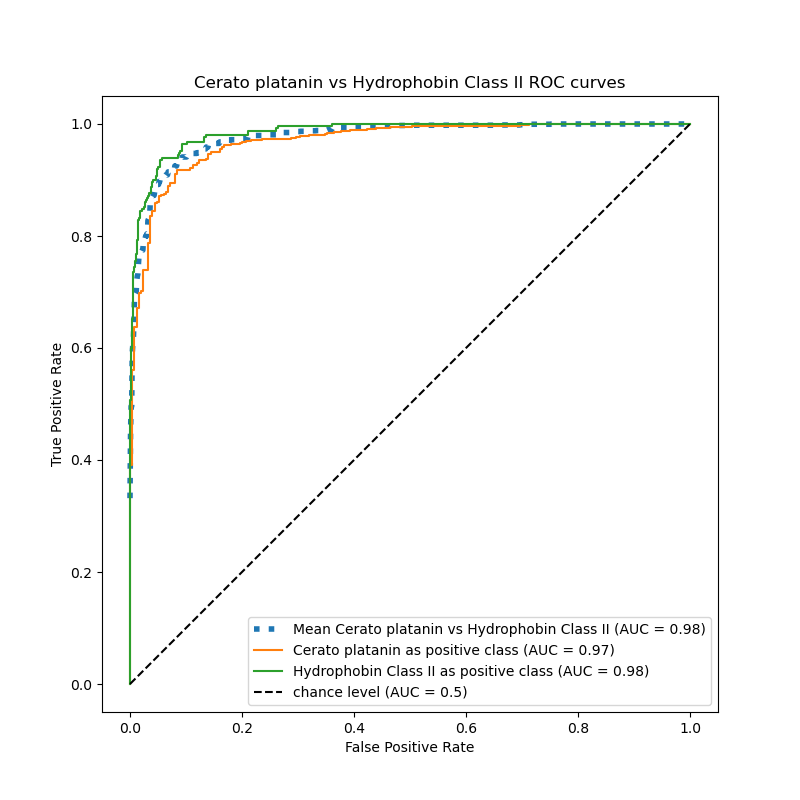 Cerato platanin vs Hydrophobin Class II ROC curves
1.0
0.8
0.6
0.4
0.2
0.0
True Positive Rate
Mean Cerato platanin vs Hydrophobin Class II (AUC = 0.98)
Cerato platanin as positive class (AUC = 0.97)
Hydrophobin Class II as positive class (AUC = 0.98)
chance level (AUC = 0.5)
0.0 0.2 0.4 0.6 0.8 1.0
False Positive Rate